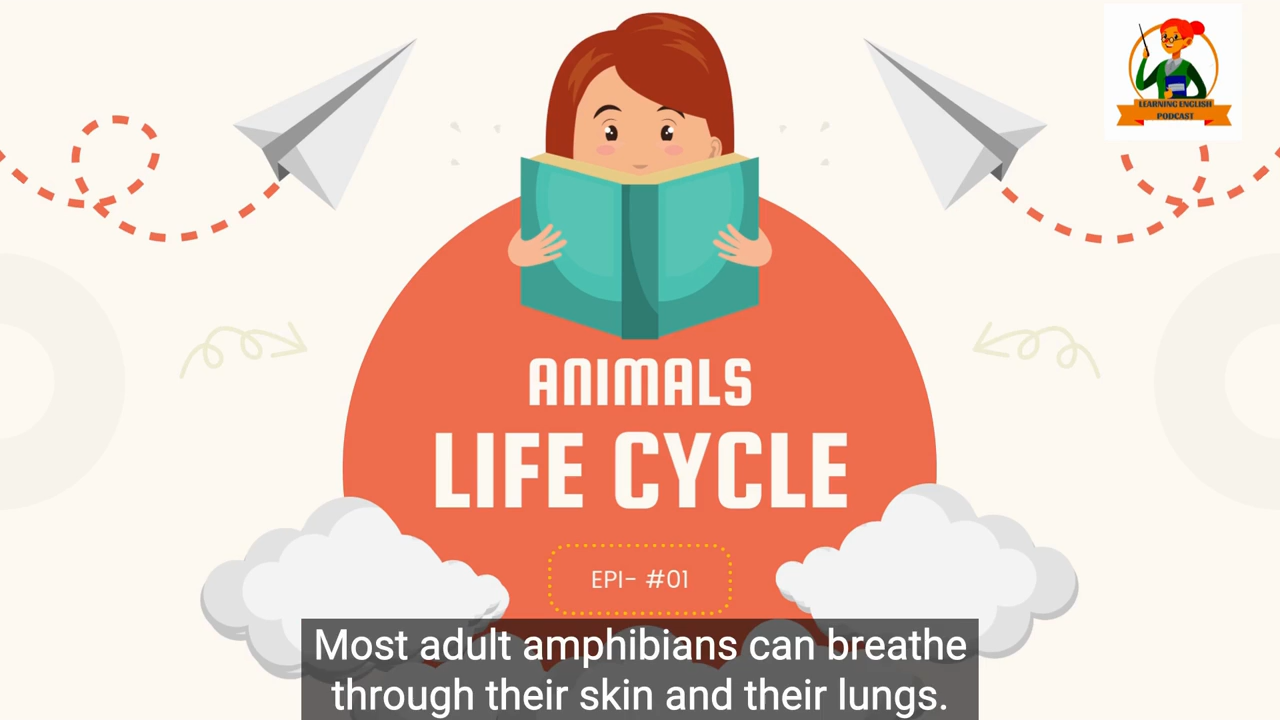 LEARNING ENGLISH
PODCAST
ANIMALS
LIFE CYCLE
EPI- #01
Most adult amphibians can breathe
through their skin and their lungs.